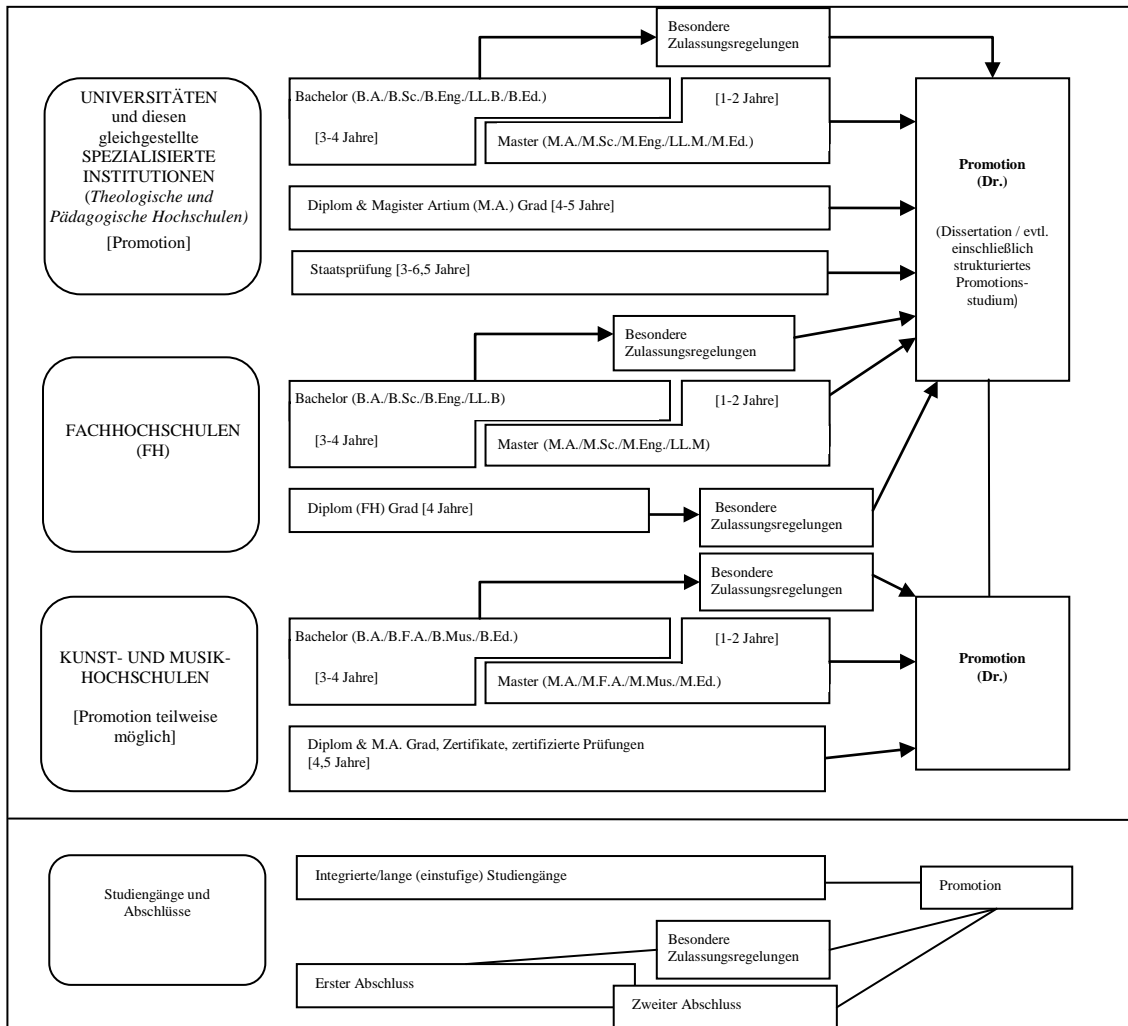 Besondere
Zulassungsregelungen
UNIVERSITÄTEN
und diesen
gleichgestellte
SPEZIALISIERTE
INSTITUTIONEN
(Theologische und
Pädagogische Hochschulen)
[Promotion]
Bachelor (B.A./B.Sc./B.Eng./LL.B./B.Ed.)
[3-4 Jahre]
[1-2 Jahre]
Master (M.A./M.Sc./M.Eng./LL.M./M.Ed.)
Diplom & Magister Artium (M.A.) Grad [4-5 Jahre]
Staatsprüfung [3-6,5 Jahre]
Promotion
(Dr.)
(Dissertation / evtl.
einschließlich
strukturiertes
Promotions-
studium)
Besondere
Zulassungsregelungen
FACHHOCHSCHULEN
(FH)
Bachelor (B.A./B.Sc./B.Eng./LL.B)
[3-4 Jahre]
[1-2 Jahre]
Master (M.A./M.Sc./M.Eng./LL.M)
Diplom (FH) Grad [4 Jahre]
Besondere
Zulassungsregelungen
Besondere
Zulassungsregelungen
KUNST- UND MUSIK-
HOCHSCHULEN
[Promotion teilweise
möglich]
Bachelor (B.A./B.F.A./B.Mus./B.Ed.)
[3-4 Jahre]
[1-2 Jahre]
Master (M.A./M.F.A./M.Mus./M.Ed.)
Diplom & M.A. Grad, Zertifikate, zertifizierte Prüfungen
[4,5 Jahre]
Promotion
(Dr.)
Studiengänge und
Abschlüsse
Integrierte/lange (einstufige) Studiengänge
Promotion
Besondere
Zulassungsregelungen
Erster Abschluss
Zweiter Abschluss